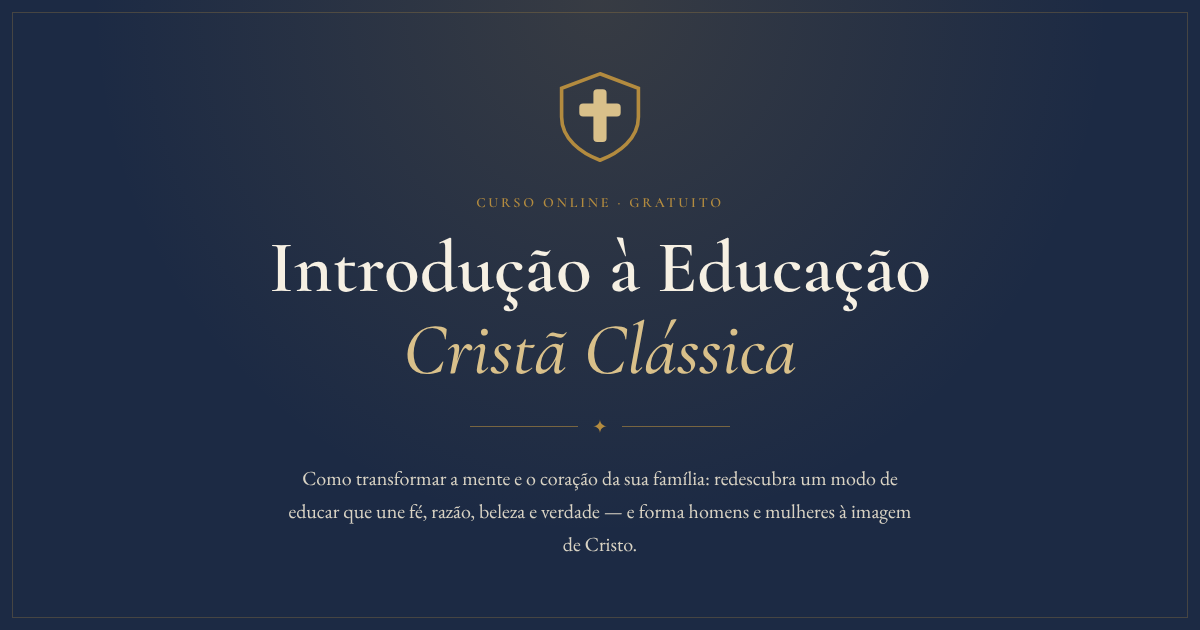 CURSO ONLINE · GRATUITO
Introdução à Educação
Cristã Clássica
Como transformar a mente e o coração da sua família: redescubra um modo de
educar que une fé, razão, beleza e verdade — e forma homens e mulheres à imagem
de Cristo.